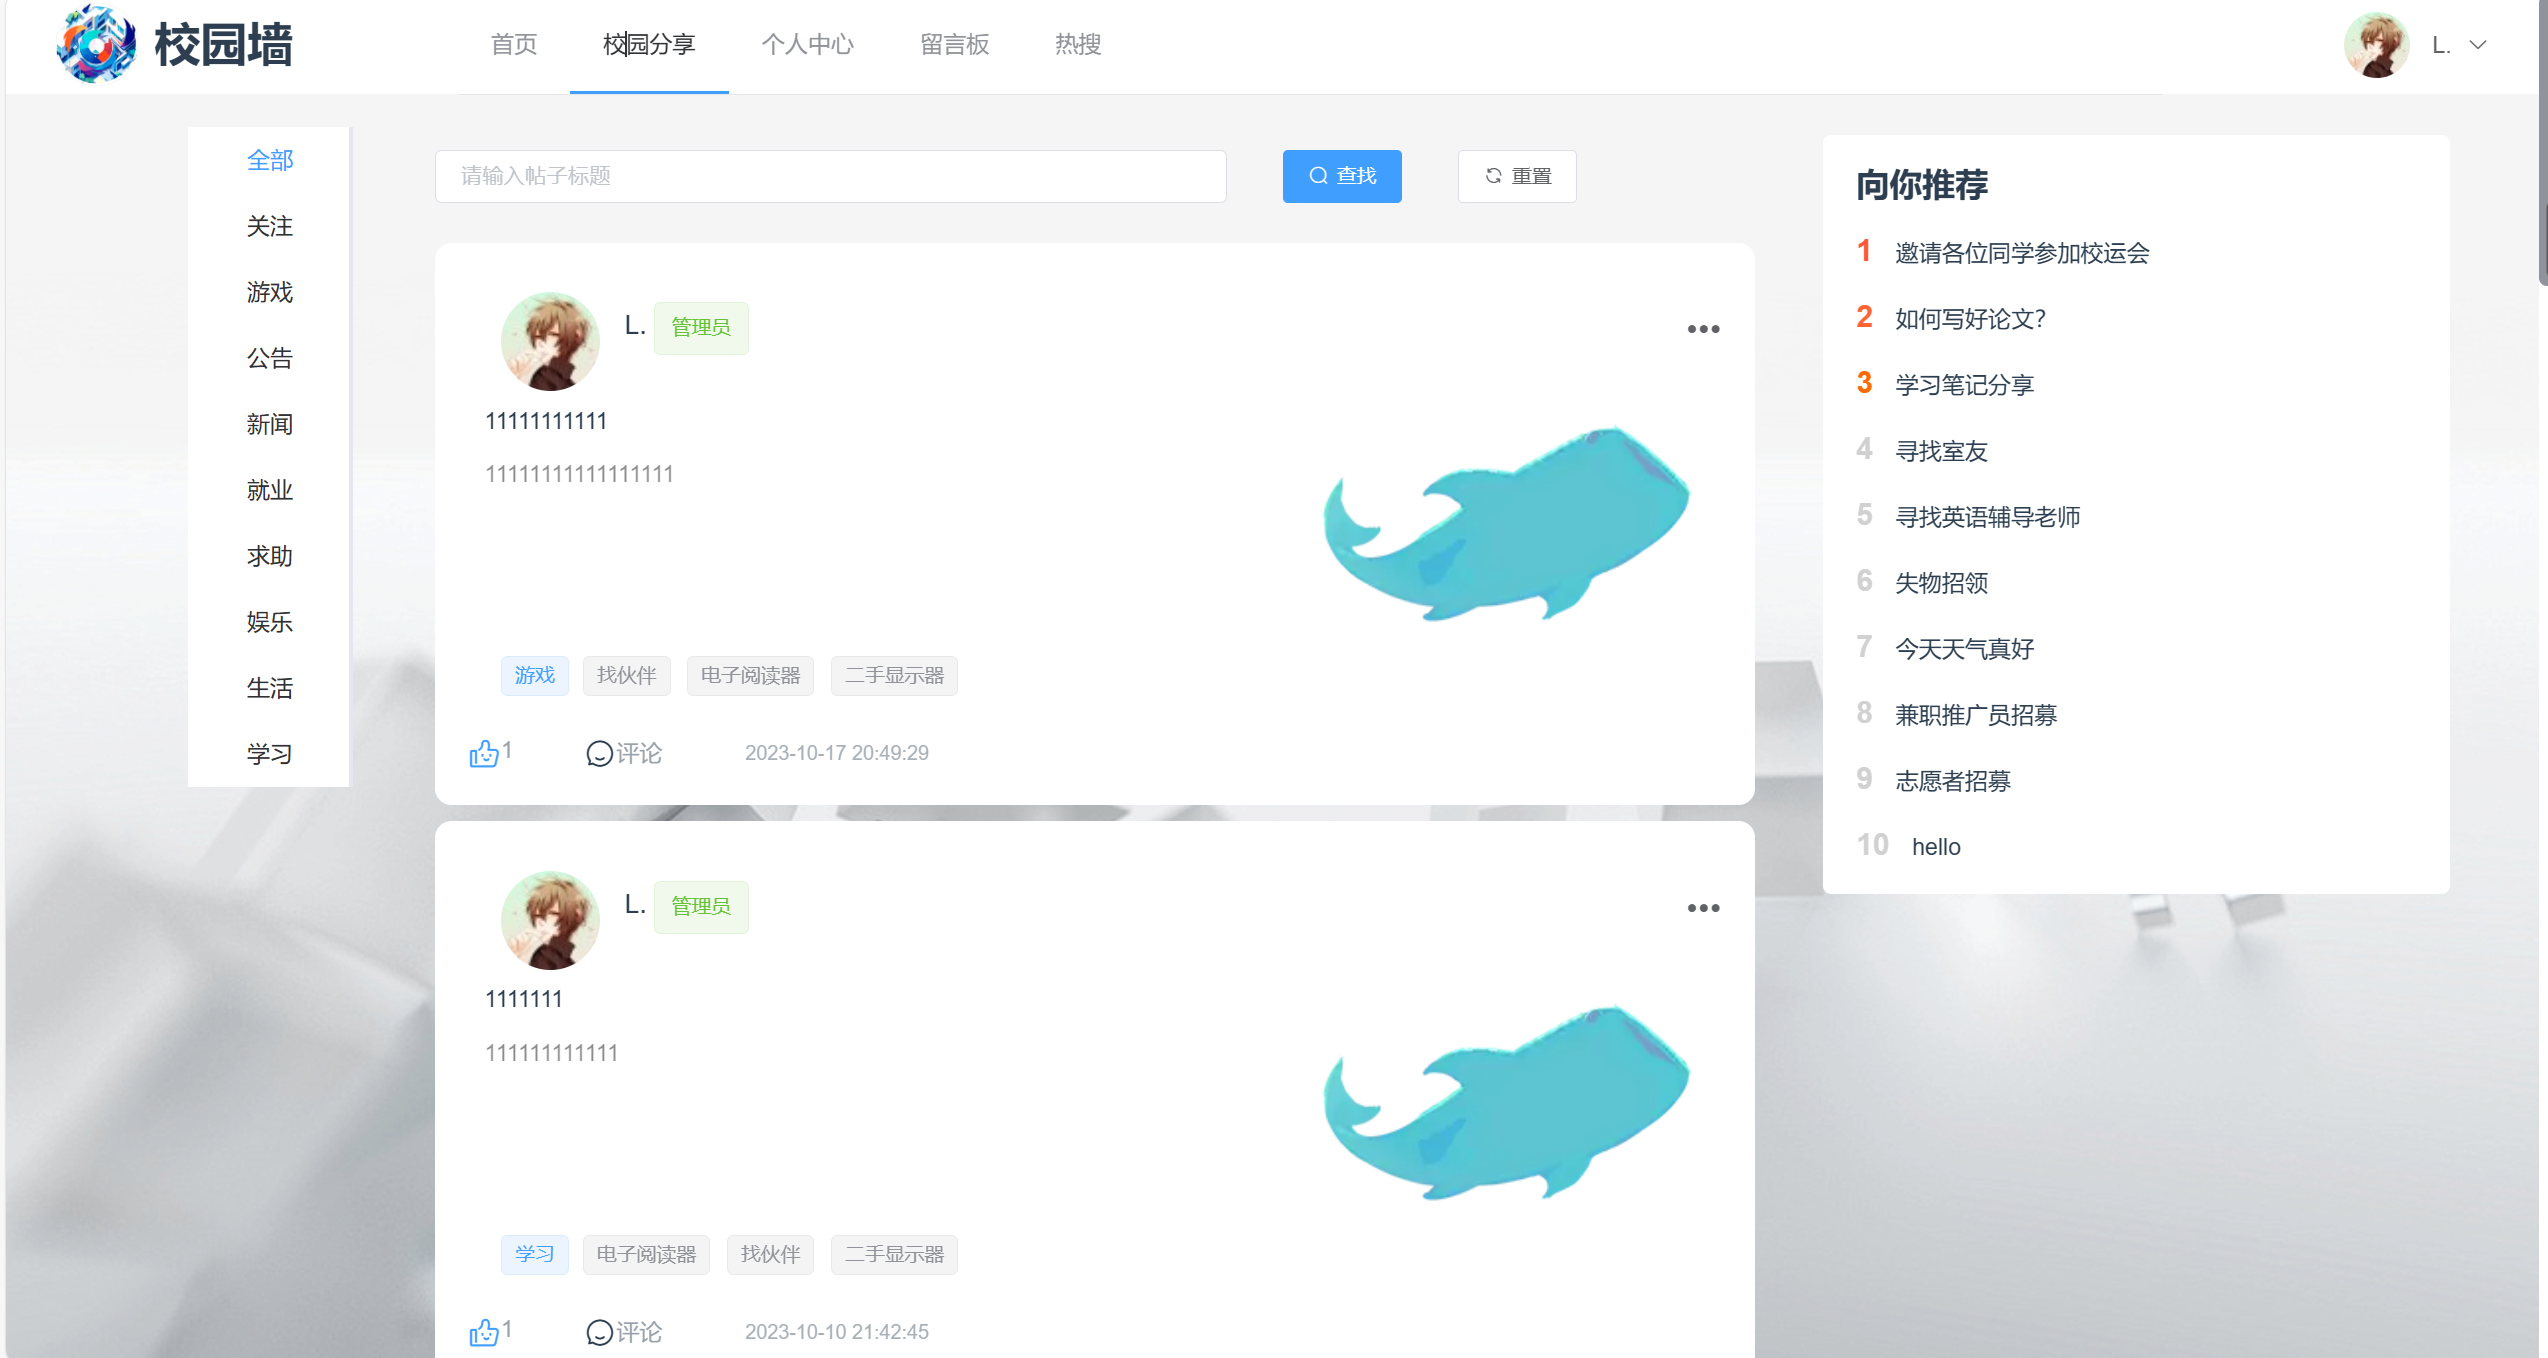 校园墙
首页 校园分享 个人中心 留言板 热搜
L.
全部
关注
游戏
公告
新闻
就业
求助
娱乐
生活
学习
请输入帖子标题
查找
重置
L. 管理员
11111111111
11111111111111111
游戏 找伙伴 电子阅读器 二手显示器
1 评论 2023-10-17 20:49:29
L. 管理员
1111111
111111111111
学习 电子阅读器 找伙伴 二手显示器
1 评论 2023-10-10 21:42:45
向你推荐
1 邀请各位同学参加校运会
2 如何写好论文?
3 学习笔记分享
4 寻找室友
5 寻找英语辅导老师
6 失物招领
7 今天天气真好
8 兼职推广员招募
9 志愿者招募
10 hello